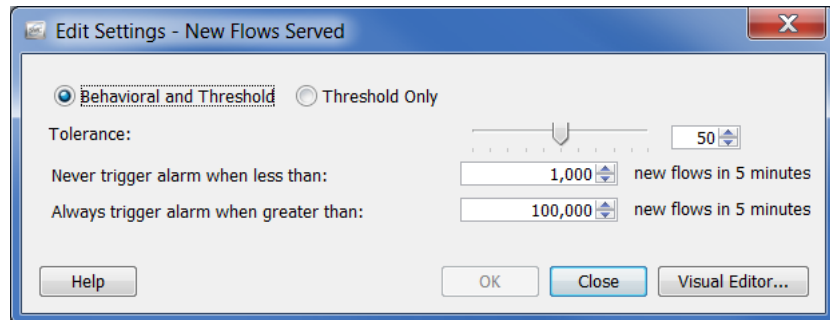 Edit Settings - New Flows Served
X
Behavioral and Threshold Threshold Only
Tolerance: 50
Never trigger alarm when less than: 1,000 new flows in 5 minutes
Always trigger alarm when greater than: 100,000 new flows in 5 minutes
Help OK Close Visual Editor...